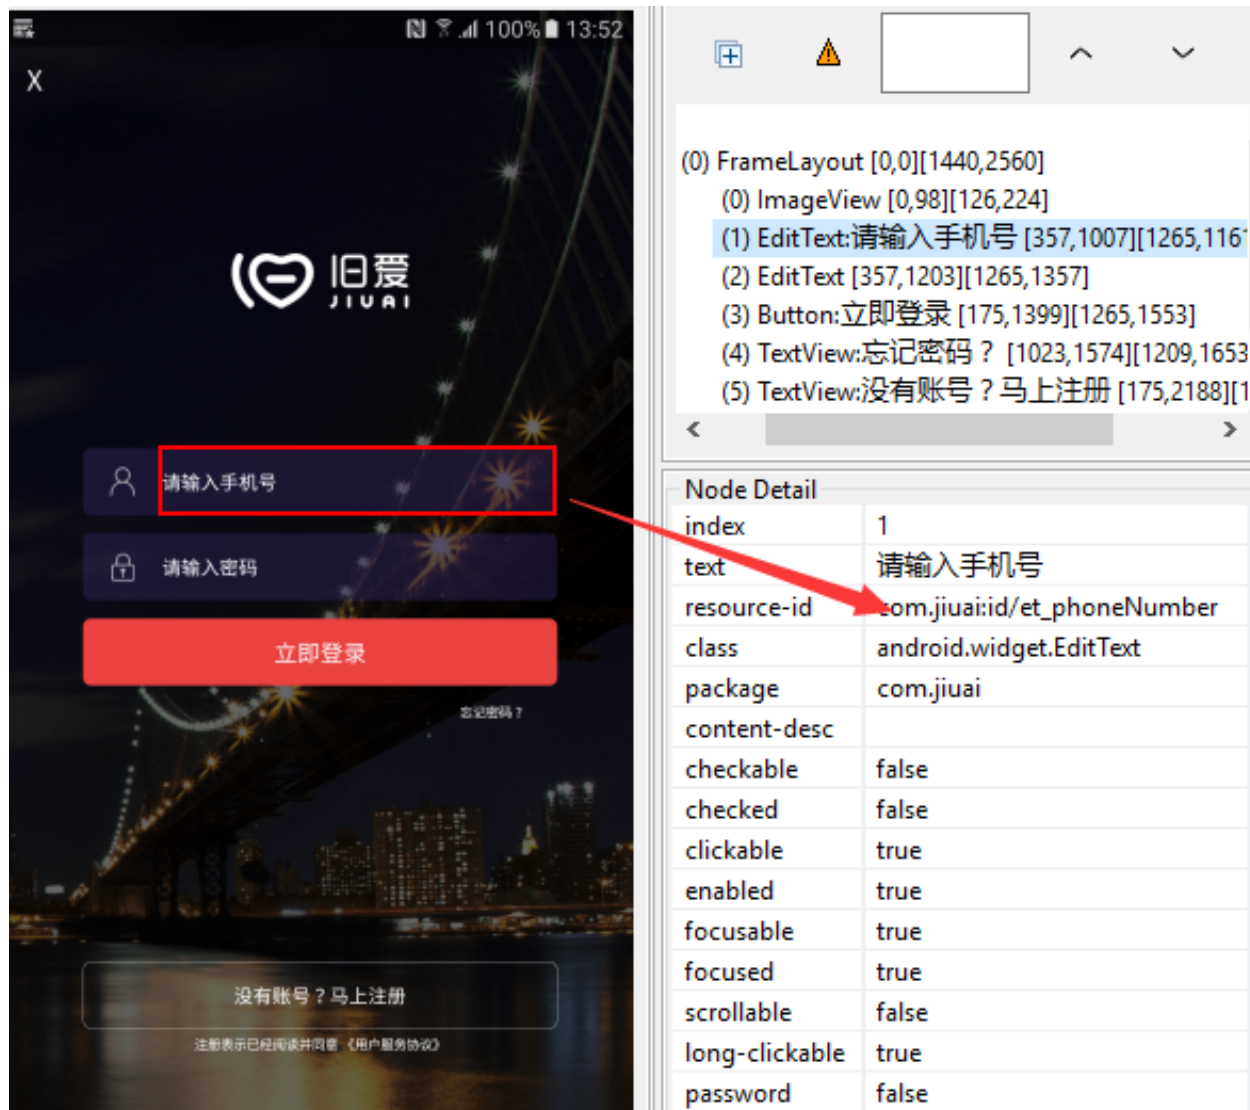 100% 13:52
X
旧爱
JIUAI
请输入手机号
请输入密码
立即登录
忘记密码？
没有账号？马上注册
注册表示已经阅读并同意《用户服务协议》
(0) FrameLayout [0,0][1440,2560]
(0) ImageView [0,98][126,224]
(1) EditText:请输入手机号 [357,1007][1265,1161
(2) EditText [357,1203][1265,1357]
(3) Button:立即登录 [175,1399][1265,1553]
(4) TextView:忘记密码？ [1023,1574][1209,1653
(5) TextView:没有账号？马上注册 [175,2188][1
Node Detail
index 1
text 请输入手机号
resource-id com.jiuai:id/et_phoneNumber
class android.widget.EditText
package com.jiuai
content-desc
checkable false
checked false
clickable true
enabled true
focusable true
focused true
scrollable false
long-clickable true
password false